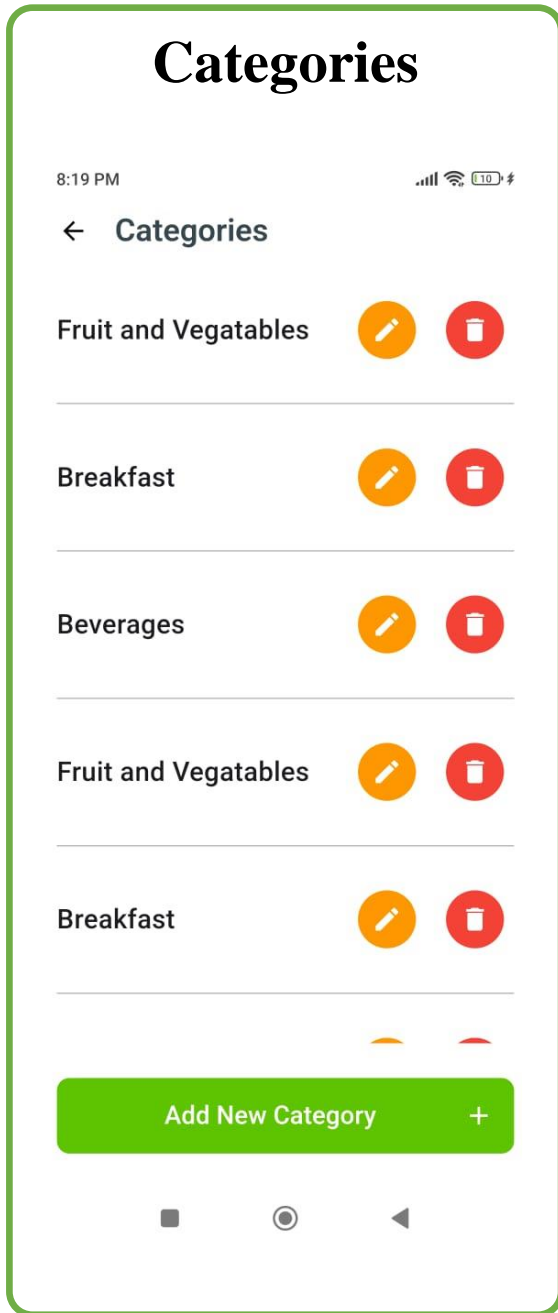 Categories
8:19 PM 10
Categories
Fruit and Vegatables
Breakfast
Beverages
Fruit and Vegatables
Breakfast
Add New Category +